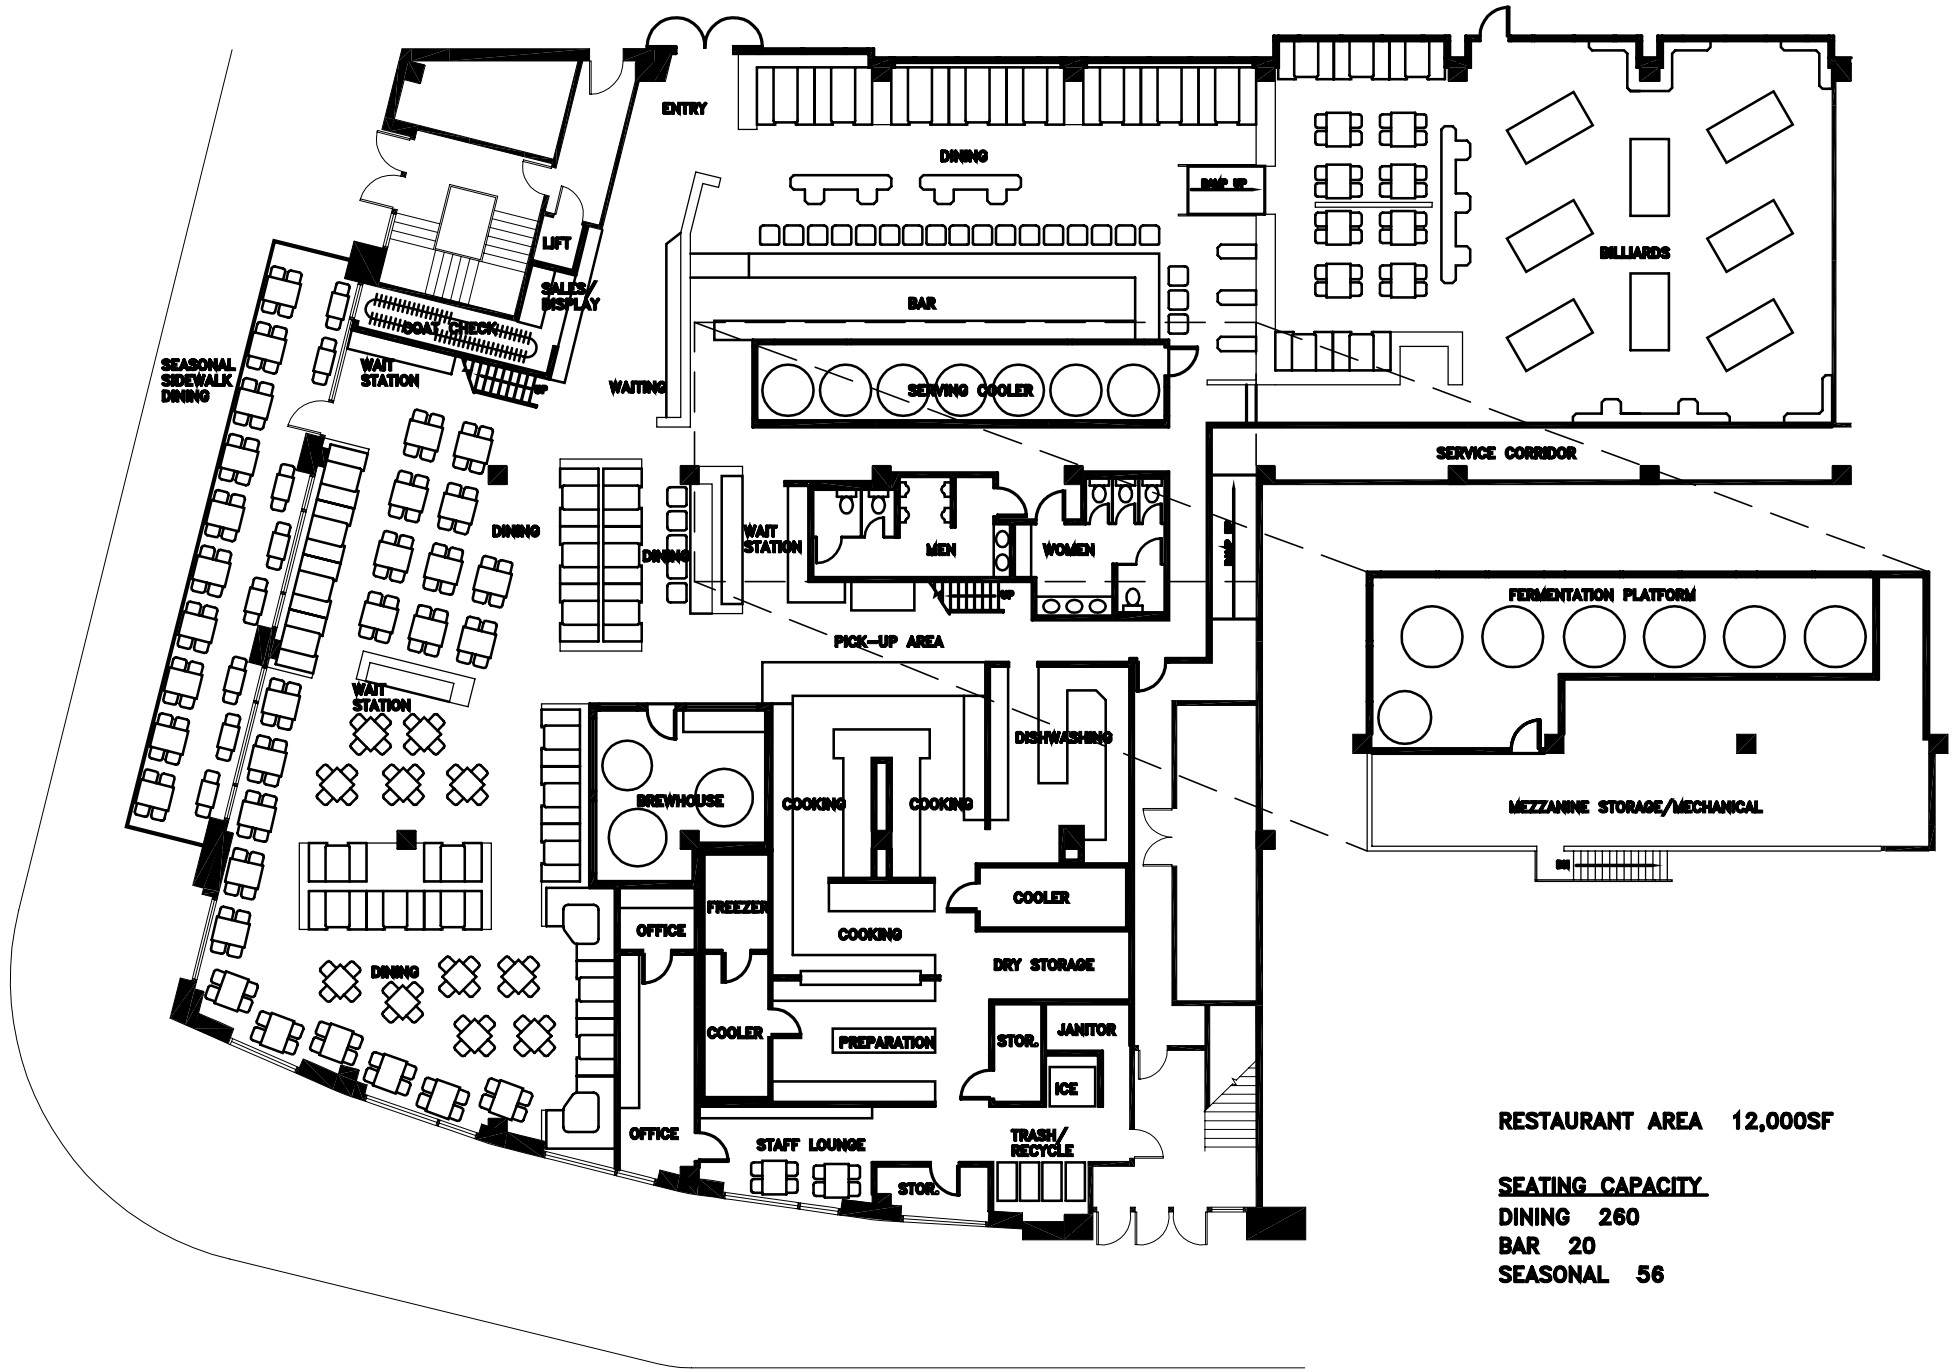 ENTRY
DINING
RAMP UP
LIFT
BILLIARDS
SALES/
DISPLAY
BAR
COAT CHECK
SEASONAL
SIDEWALK
DINING
WAIT
STATION
UP
WAITING
SERVING COOLER
SERVICE CORRIDOR
DINING
WAIT
STATION
DINING
MEN
WOMEN
RAMP UP
UP
FERMENTATION PLATFORM
PICK-UP AREA
WAIT
STATION
DISHWASHING
BREWHOUSE
COOKING
COOKING
MEZZANINE STORAGE/MECHANICAL
DN
COOLER
FREEZER
OFFICE
COOKING
DRY STORAGE
DINING
COOLER
PREPARATION
STOR.
JANITOR
ICE
OFFICE
STAFF LOUNGE
TRASH/
RECYCLE
STOR.
RESTAURANT AREA 12,000SF
SEATING CAPACITY
DINING 260
BAR 20
SEASONAL 56